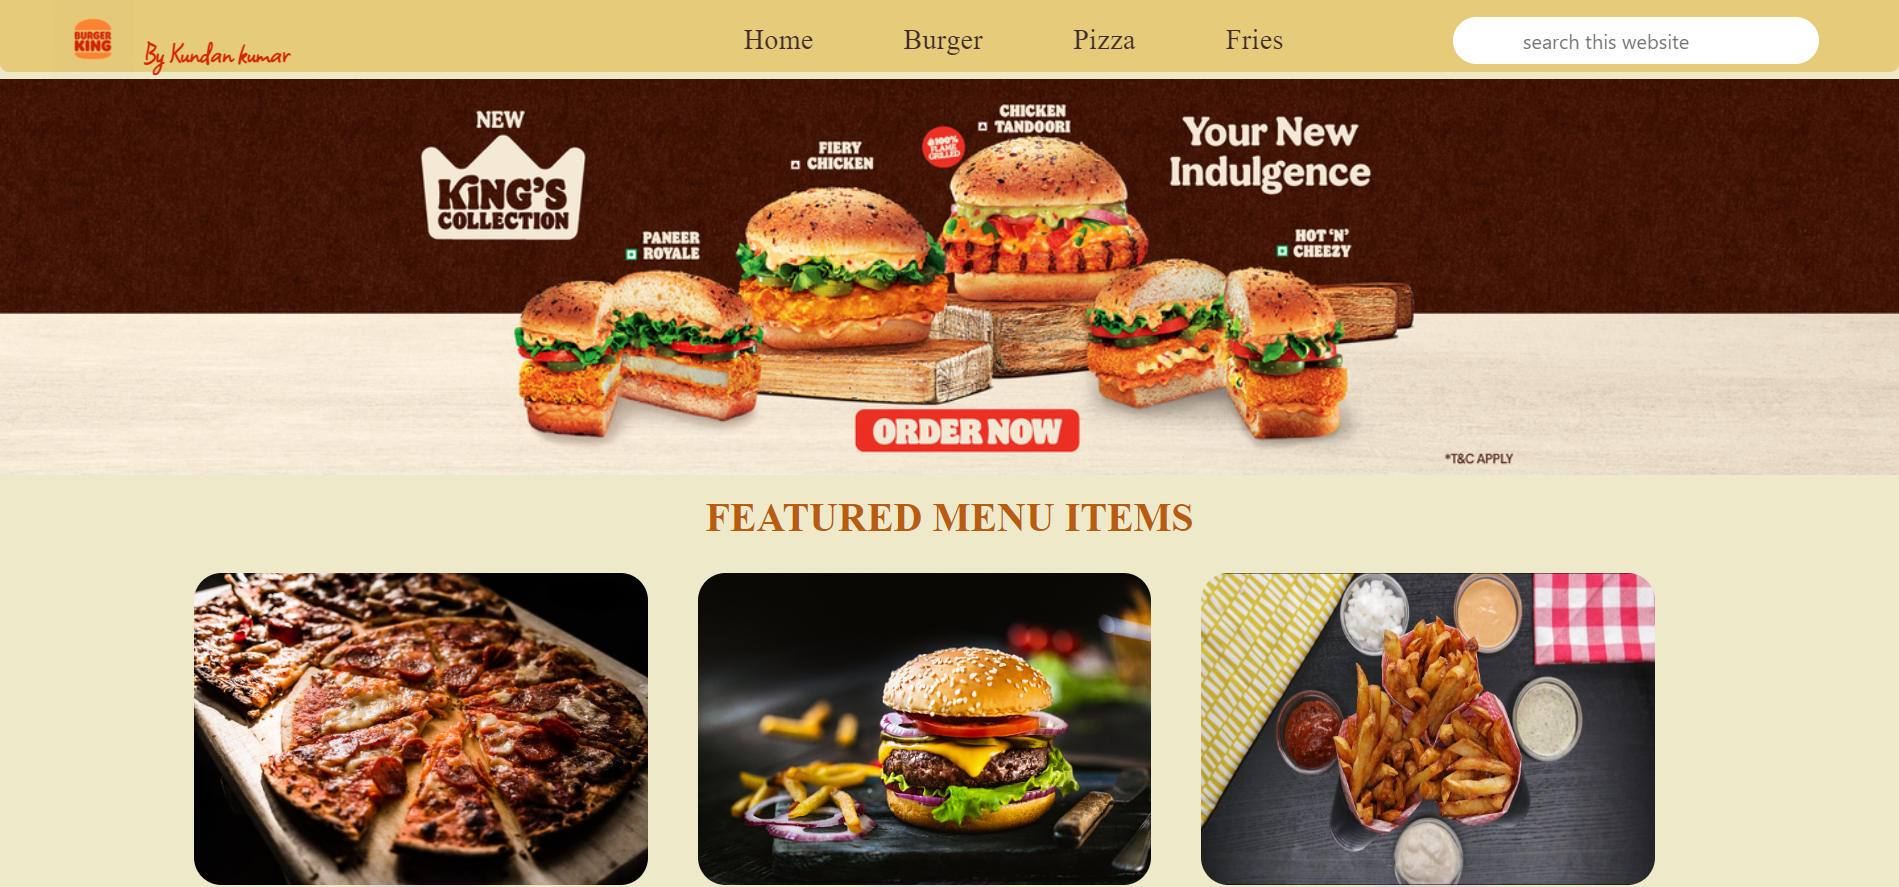 BURGER
KING
By Kundan kumar
Home
Burger
Pizza
Fries
search this website
NEW
KING'S
COLLECTION
PANEER
ROYALE
FIERY
CHICKEN
100%
FLAME
GRILLED
CHICKEN
TANDOORI
Your New
Indulgence
HOT 'N'
CHEEZY
ORDER NOW
*T&C APPLY
FEATURED MENU ITEMS